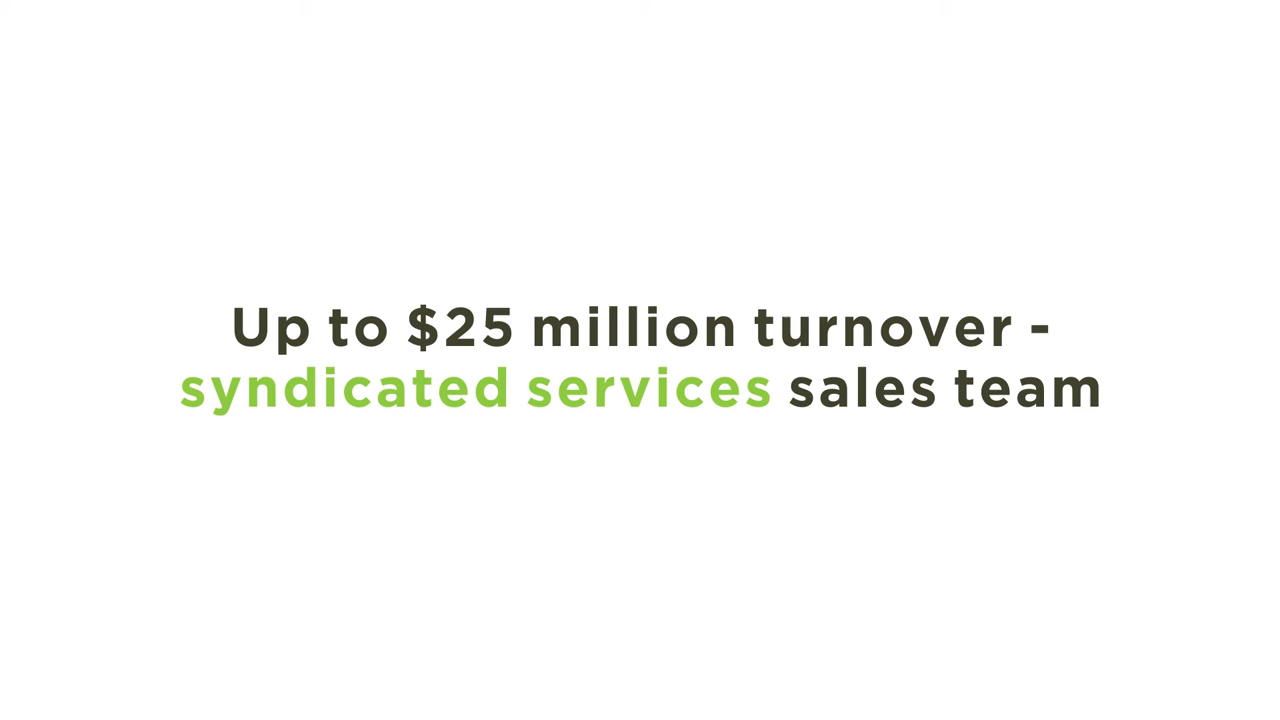 Up to $25 million turnover -
syndicated services sales team